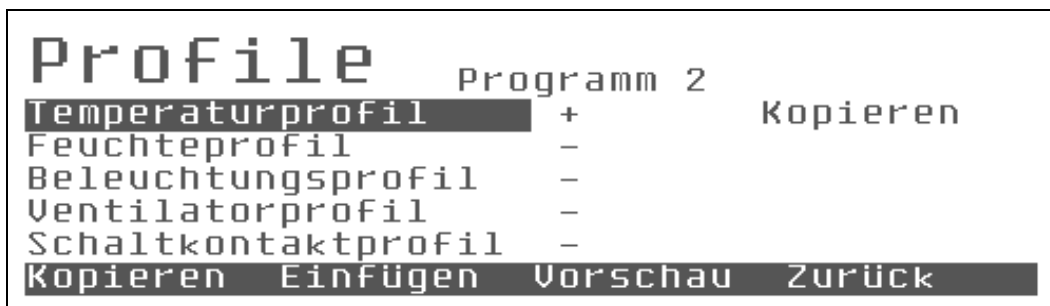 Profile Programm 2
Temperaturprofil + Kopieren
Feuchteprofil –
Beleuchtungsprofil –
Ventilatorprofil –
Schaltkontaktprofil –
Kopieren Einfügen Vorschau Zurück